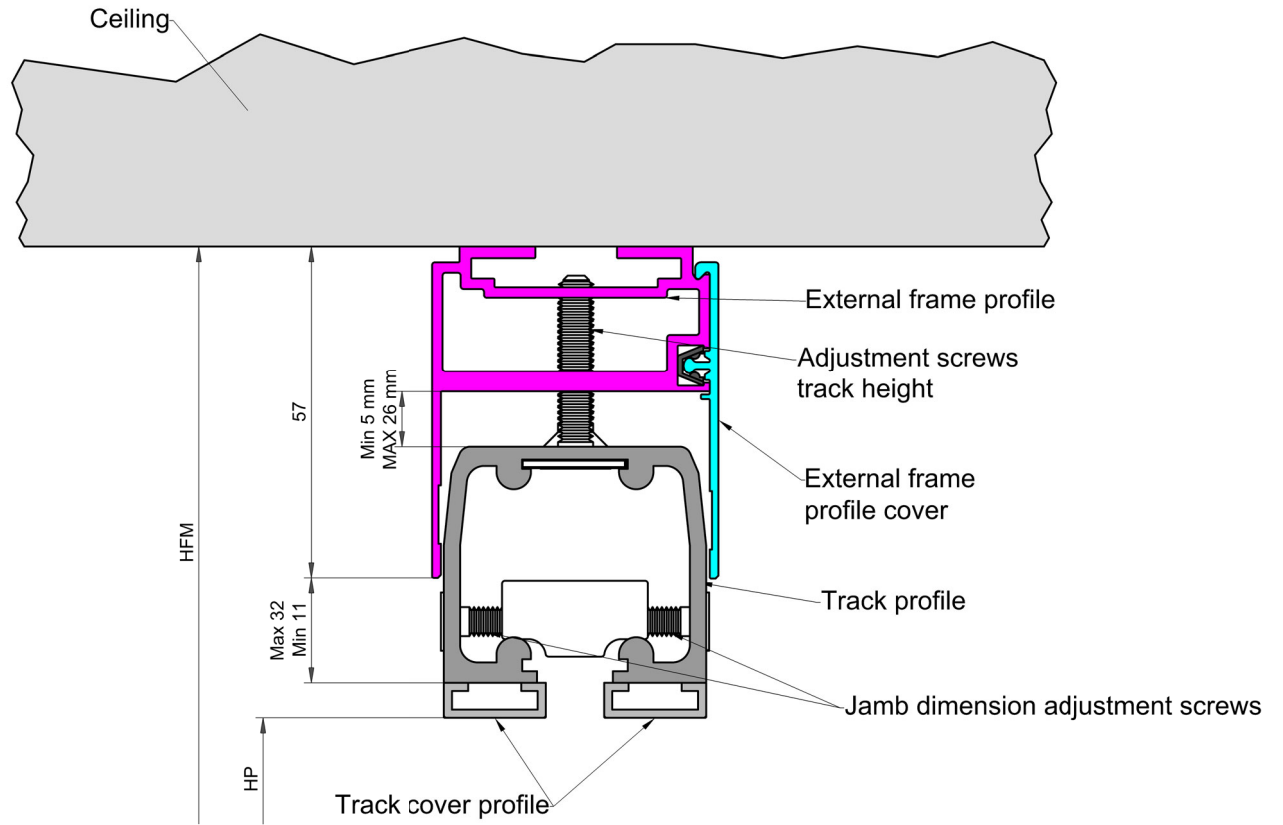 Ceiling
External frame profile
Adjustment screws
track height
57
Min 5 mm
MAX 26 mm
External frame
profile cover
HFM
Track profile
Max 32
Min 11
Jamb dimension adjustment screws
HP
Track cover profile